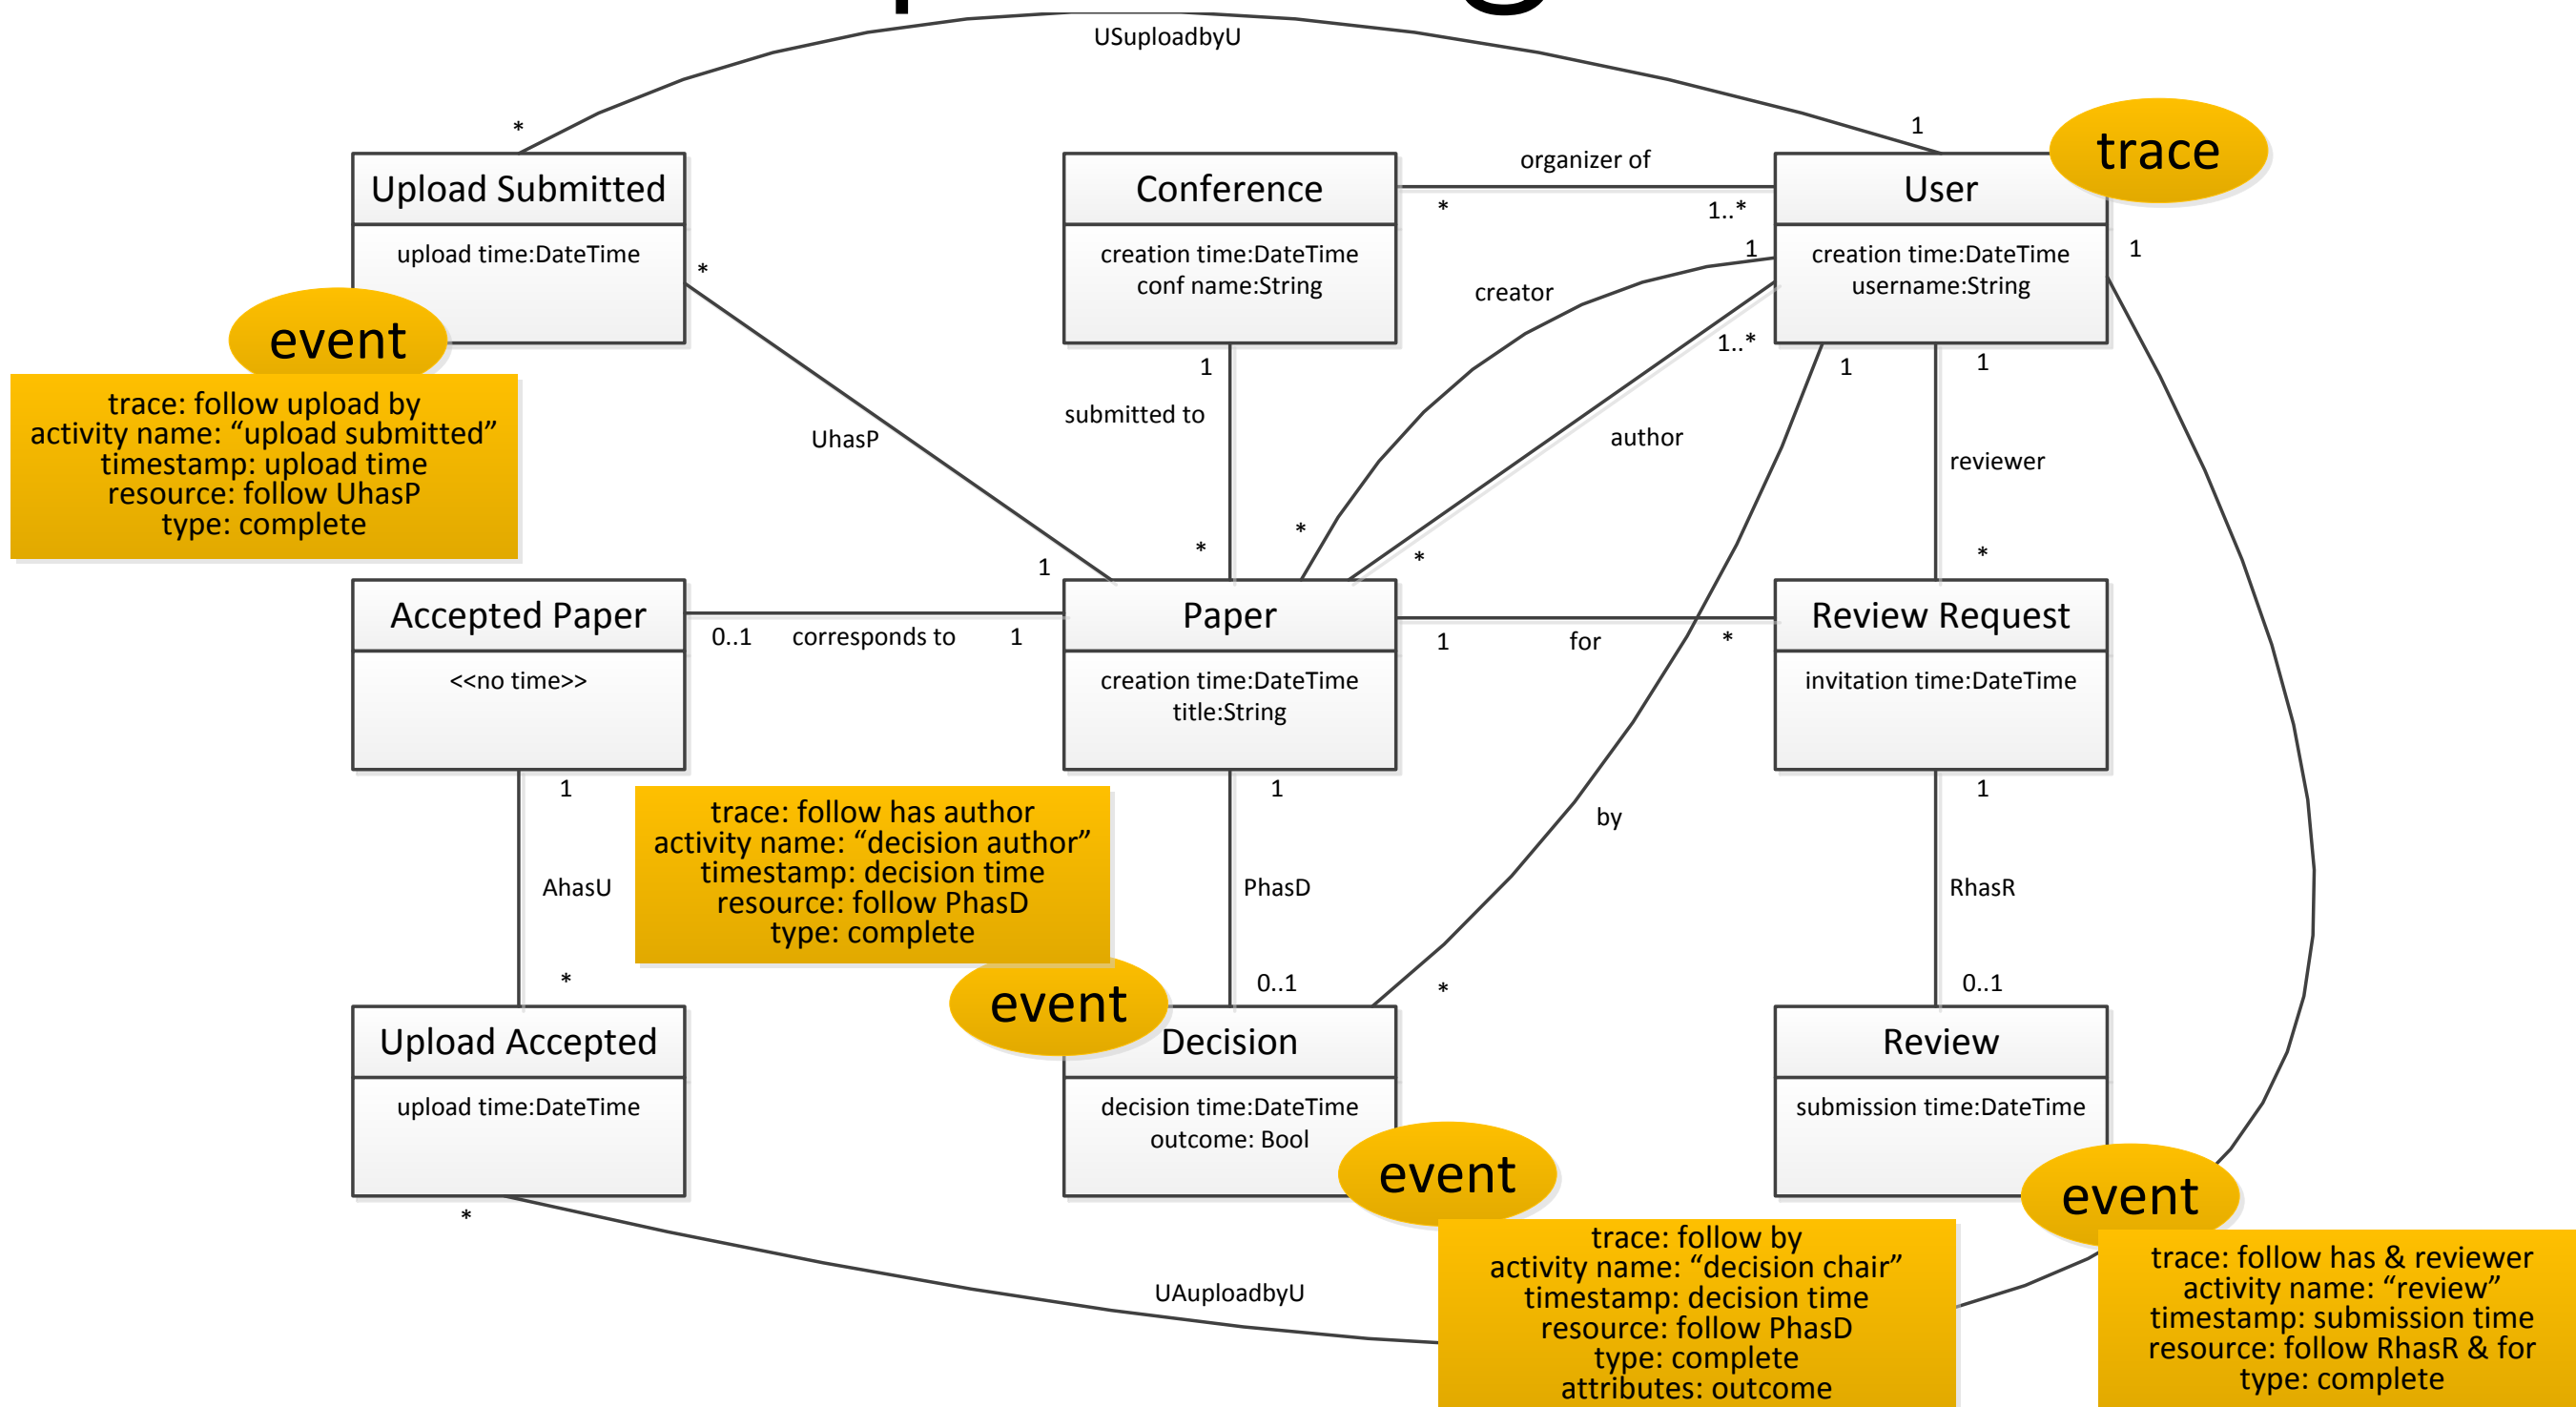 USuploadbyU
*
1
trace
Upload Submitted
upload time:DateTime
*
event
trace: follow upload by
activity name: “upload submitted”
timestamp: upload time
resource: follow UhasP
type: complete
UhasP
Conference
creation time:DateTime
conf name:String
organizer of
*
1..*
User
creation time:DateTime
username:String
1
1
creator
1..*
1
1
1
submitted to
author
reviewer
*
*
*
*
1
Accepted Paper
<<no time>>
0..1
corresponds to
1
Paper
creation time:DateTime
title:String
1
for
*
Review Request
invitation time:DateTime
1
1
1
trace: follow has author
activity name: “decision author”
timestamp: decision time
resource: follow PhasD
type: complete
by
AhasU
PhasD
RhasR
*
0..1
*
0..1
event
Upload Accepted
upload time:DateTime
Decision
decision time:DateTime
outcome: Bool
Review
submission time:DateTime
event
event
*
UAuploadbyU
trace: follow by
activity name: “decision chair”
timestamp: decision time
resource: follow PhasD
type: complete
attributes: outcome
trace: follow has & reviewer
activity name: “review”
timestamp: submission time
resource: follow RhasR & for
type: complete